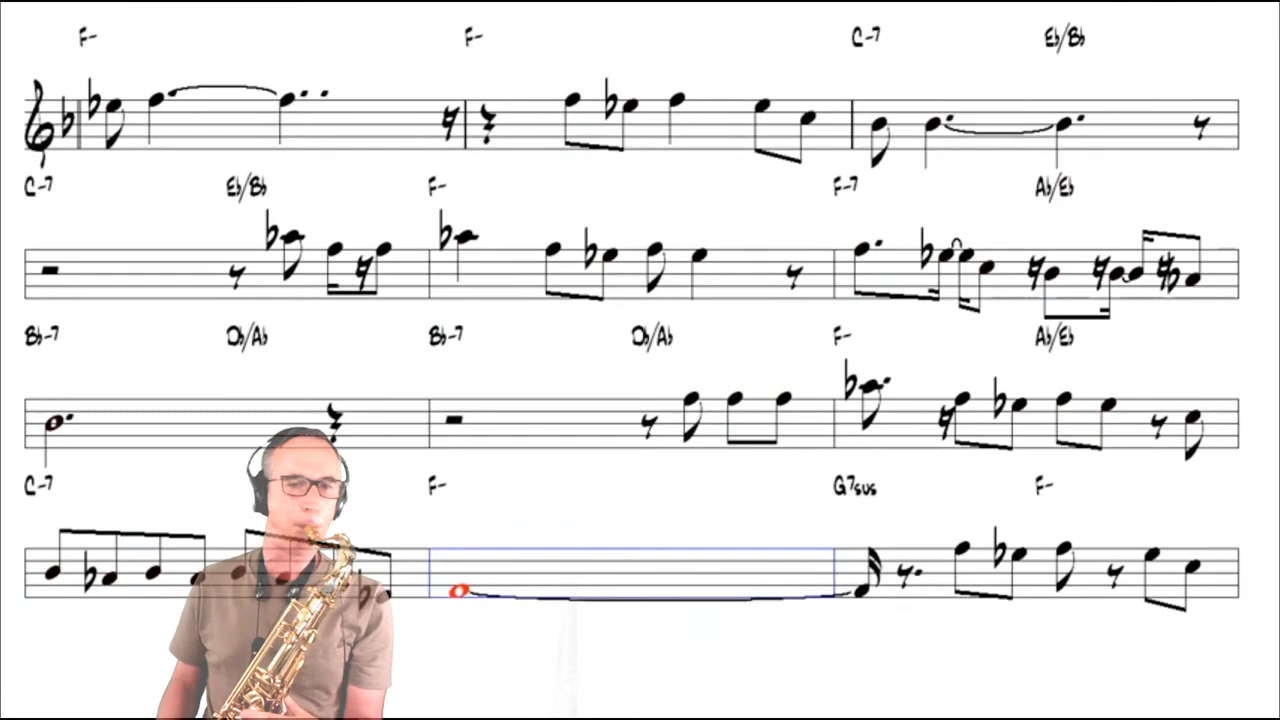 F- F- C-7 Eb/Bb
C-7 Eb/Bb F- F-7 Ab/Eb
Bb-7 Db/Ab Bb-7 Db/Ab F- Ab/Eb
C-7 F- G7sus F-